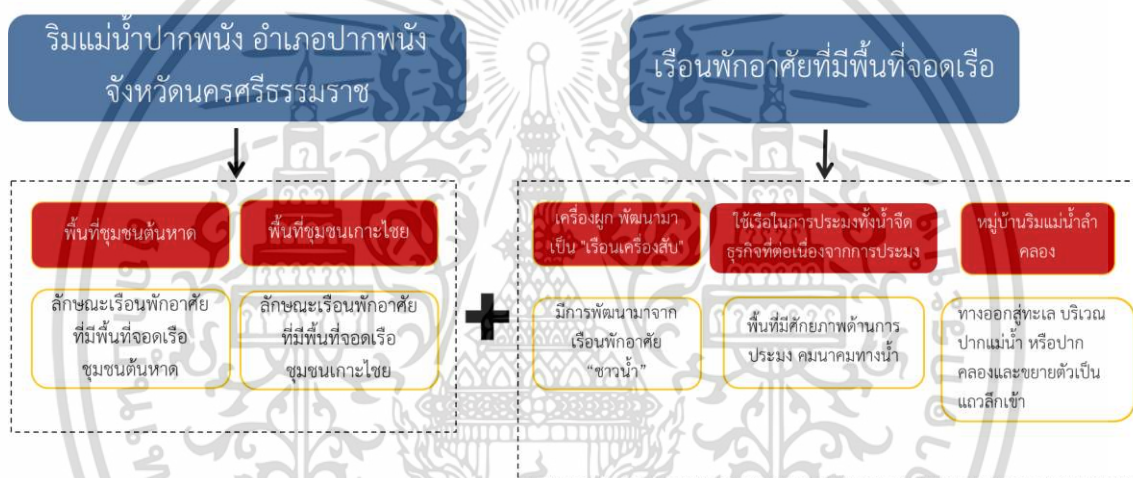 ริมแม่น้ำปากพนัง อำเภอปากพนัง
จังหวัดนครศรีธรรมราช
เรือนพักอาศัยที่มีพื้นที่จอดเรือ
พื้นที่ชุมชนต้นหาด
พื้นที่ชุมชนเกาะไชย
ลักษณะเรือนพักอาศัย
ที่มีพื้นที่จอดเรือ
ชุมชนต้นหาด
ลักษณะเรือนพักอาศัย
ที่มีพื้นที่จอดเรือ
ชุมชนเกาะไชย
เครื่องผูก พัฒนามา
เป็น "เรือนเครื่องสับ"
ใช้เรือในการประมงทั้งน้ำจืด
ธุรกิจที่ต่อเนื่องจากการประมง
หมู่บ้านริมแม่น้ำลำ
คลอง
มีการพัฒนามาจาก
เรือนพักอาศัย
“ชาวน้ำ”
พื้นที่มีศักยภาพด้านการ
ประมง คมนาคมทางน้ำ
ทางออกสู่ทะเล บริเวณ
ปากแม่น้ำ หรือปาก
คลองและขยายตัวเป็น
แถวลึกเข้า